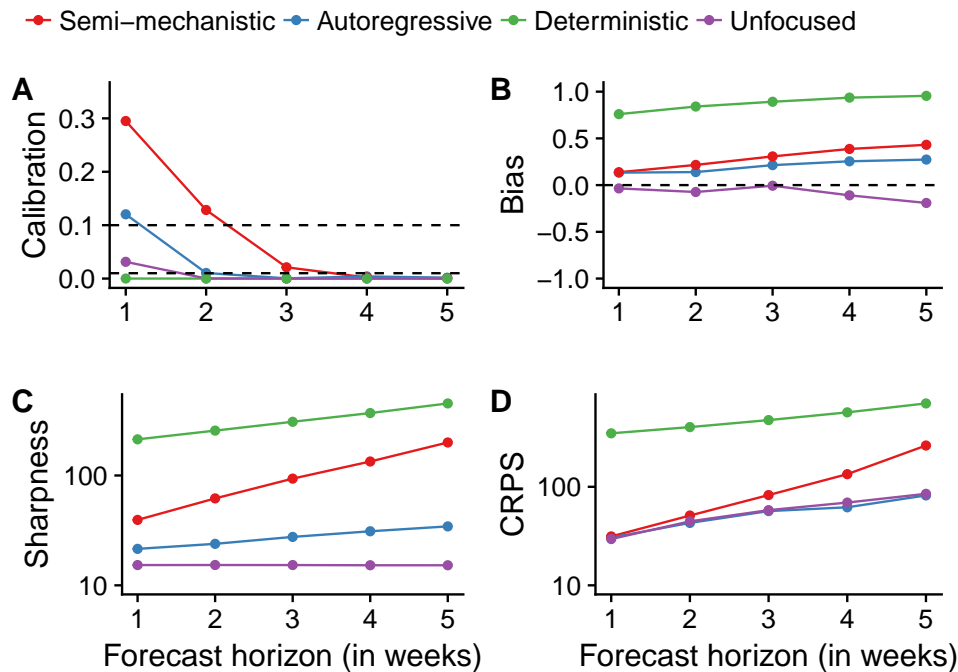 Semi−mechanistic Autoregressive Deterministic Unfocused
A
Calibration
0.3
0.2
0.1
0.0
1 2 3 4 5
B
Bias
1.0
0.5
0.0
−0.5
−1.0
1 2 3 4 5
C
Sharpness
100
10
1 2 3 4 5
Forecast horizon (in weeks)
D
CRPS
100
10
1 2 3 4 5
Forecast horizon (in weeks)